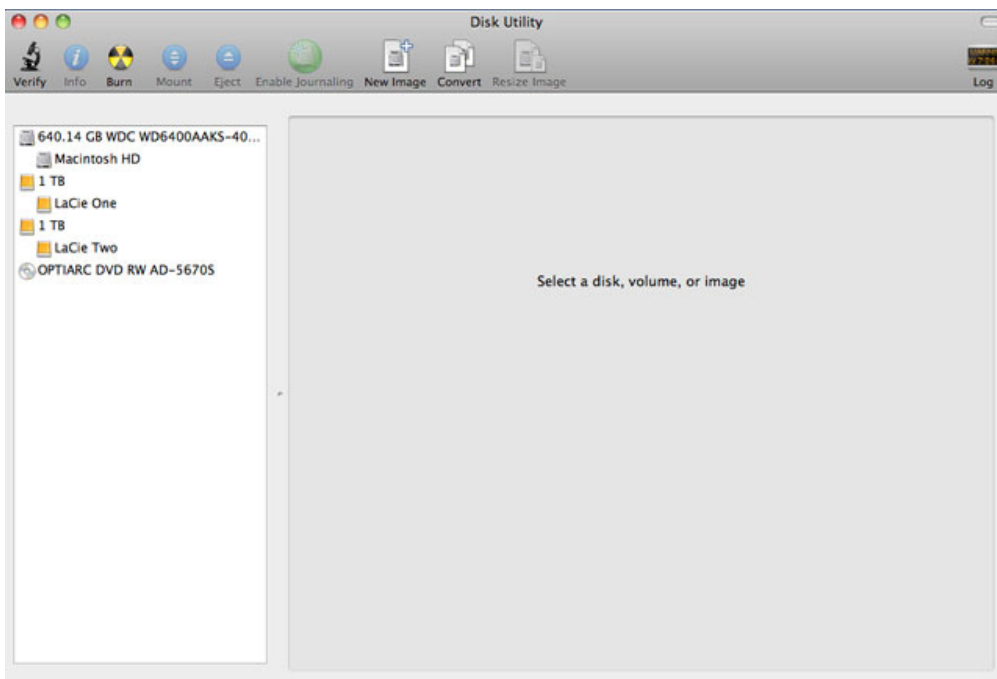 Disk Utility
Verify Info Burn Mount Eject Enable Journaling New Image Convert Resize Image Log
640.14 GB WDC WD6400AAKS-40...
Macintosh HD
1 TB
LaCie One
1 TB
LaCie Two
OPTIARC DVD RW AD-5670S
Select a disk, volume, or image